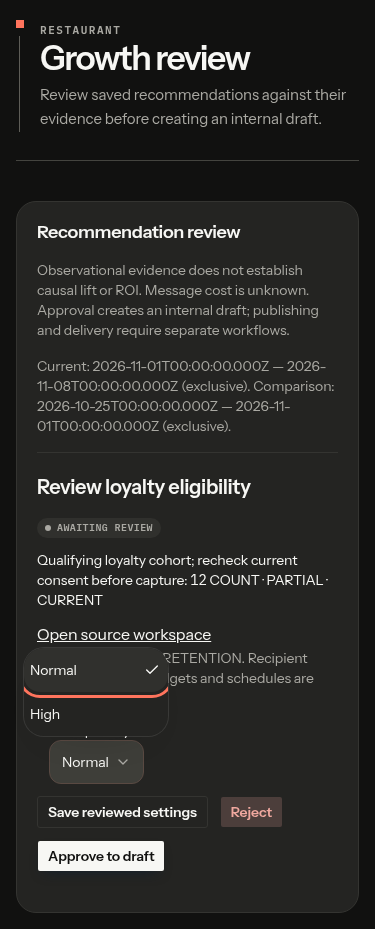 RESTAURANT
Growth review
Review saved recommendations against their
evidence before creating an internal draft.
Recommendation review
Observational evidence does not establish
causal lift or ROI. Message cost is unknown.
Approval creates an internal draft; publishing
and delivery require separate workflows.
Current: 2026-11-01T00:00:00.000Z — 2026-
11-08T00:00:00.000Z (exclusive). Comparison:
2026-10-25T00:00:00.000Z — 2026-11-
01T00:00:00.000Z (exclusive).
Review loyalty eligibility
AWAITING REVIEW
Qualifying loyalty cohort; recheck current
consent before capture: 12 COUNT · PARTIAL ·
CURRENT
Open source workspace
RETENTION. Recipient
Normal
schedules are
and
High
Normal
Save reviewed settings
Reject
Approve to draft